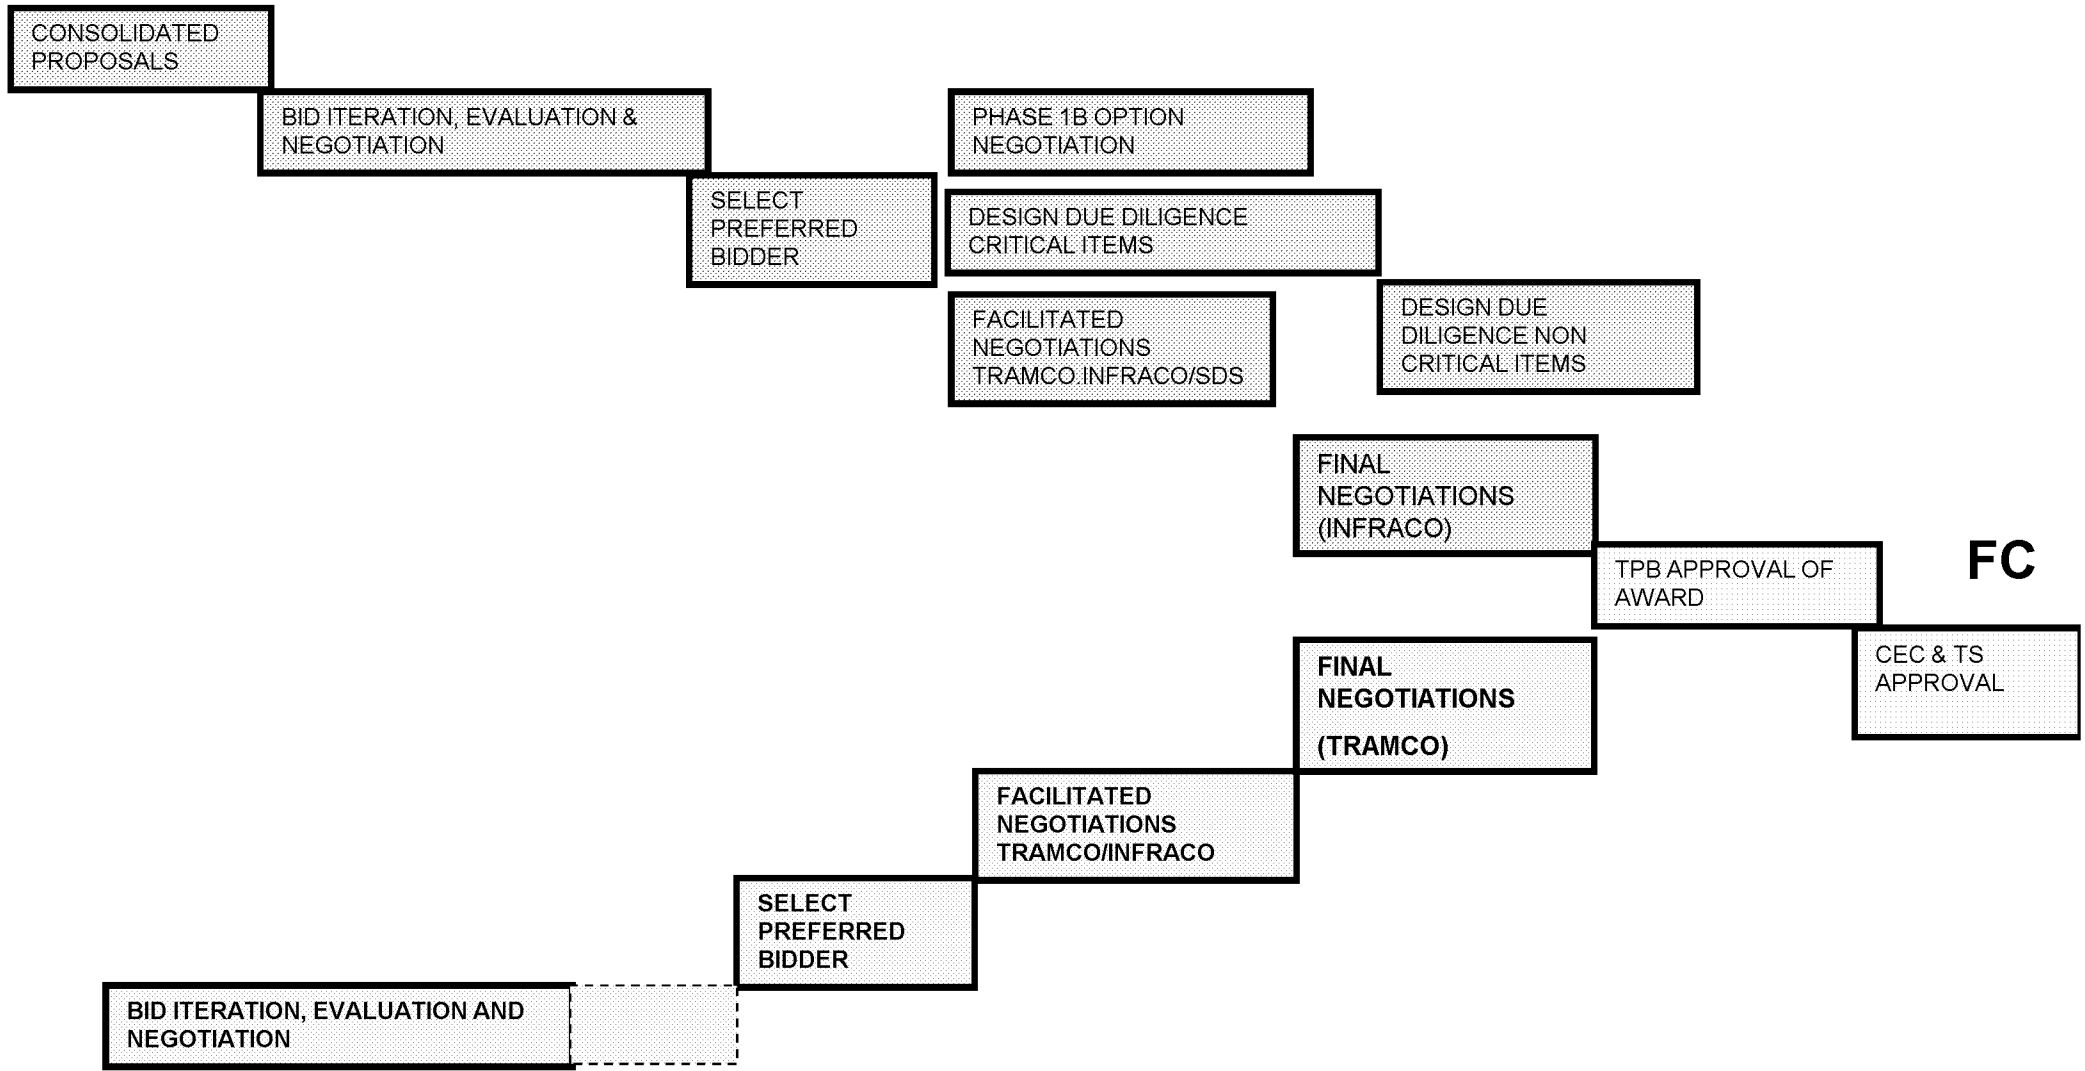 CONSOLIDATED
PROPOSALS
BID ITERATION, EVALUATION &
NEGOTIATION
PHASE 1B OPTION
NEGOTIATION
SELECT
PREFERRED
BIDDER
DESIGN DUE DILIGENCE
CRITICAL ITEMS
FACILITATED
NEGOTIATIONS
TRAMCO.INFRACO/SDS
DESIGN DUE
DILIGENCE NON
CRITICAL ITEMS
FINAL
NEGOTIATIONS
(INFRACO)
FC
TPB APPROVAL OF
AWARD
CEC & TS
APPROVAL
FINAL
NEGOTIATIONS
(TRAMCO)
FACILITATED
NEGOTIATIONS
TRAMCO/INFRACO
SELECT
PREFERRED
BIDDER
BID ITERATION, EVALUATION AND
NEGOTIATION